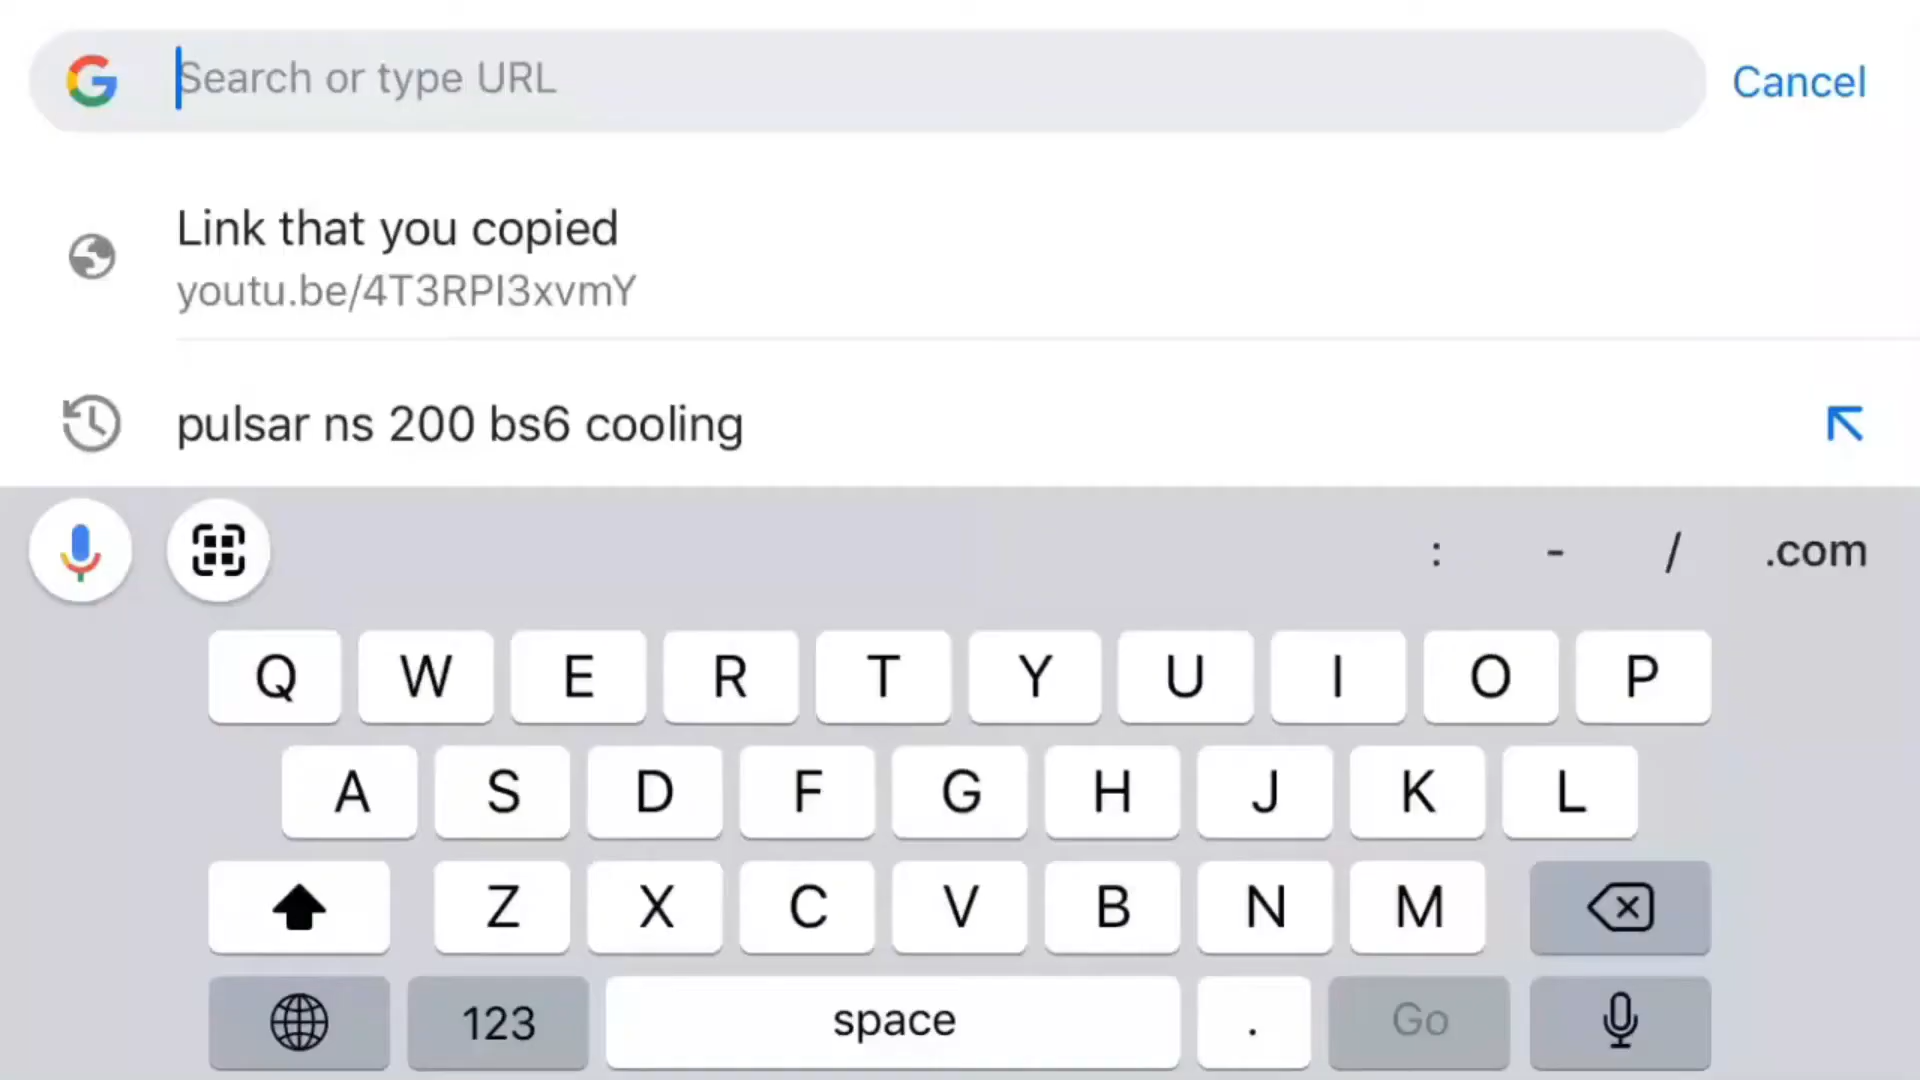 Search or type URL
Cancel
Link that you copied
youtu.be/4T3RPI3xvmY
pulsar ns 200 bs6 cooling
: - / .com
Q W E R T Y U I O P
A S D F G H J K L
Z X C V B N M
123 space . Go